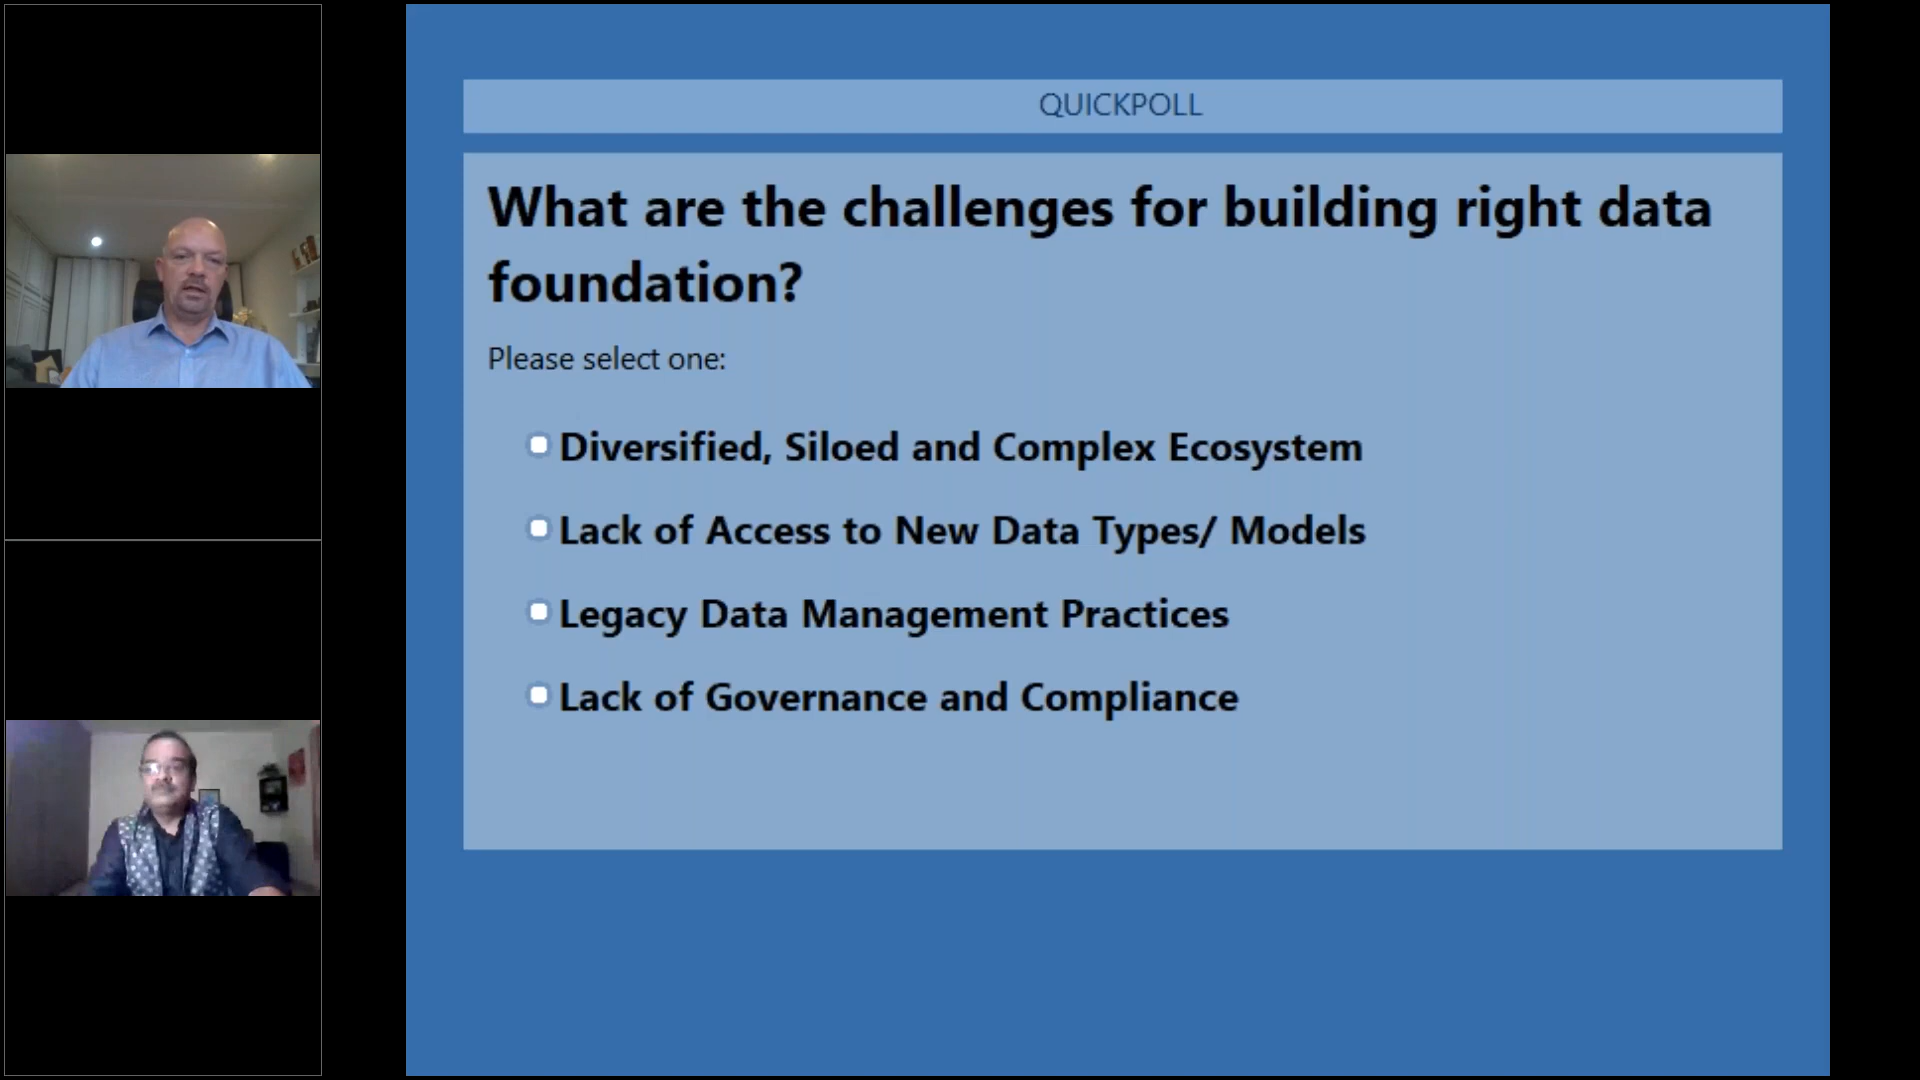 QUICKPOLL
What are the challenges for building right data
foundation?
Please select one:
Diversified, Siloed and Complex Ecosystem
Lack of Access to New Data Types/ Models
Legacy Data Management Practices
Lack of Governance and Compliance